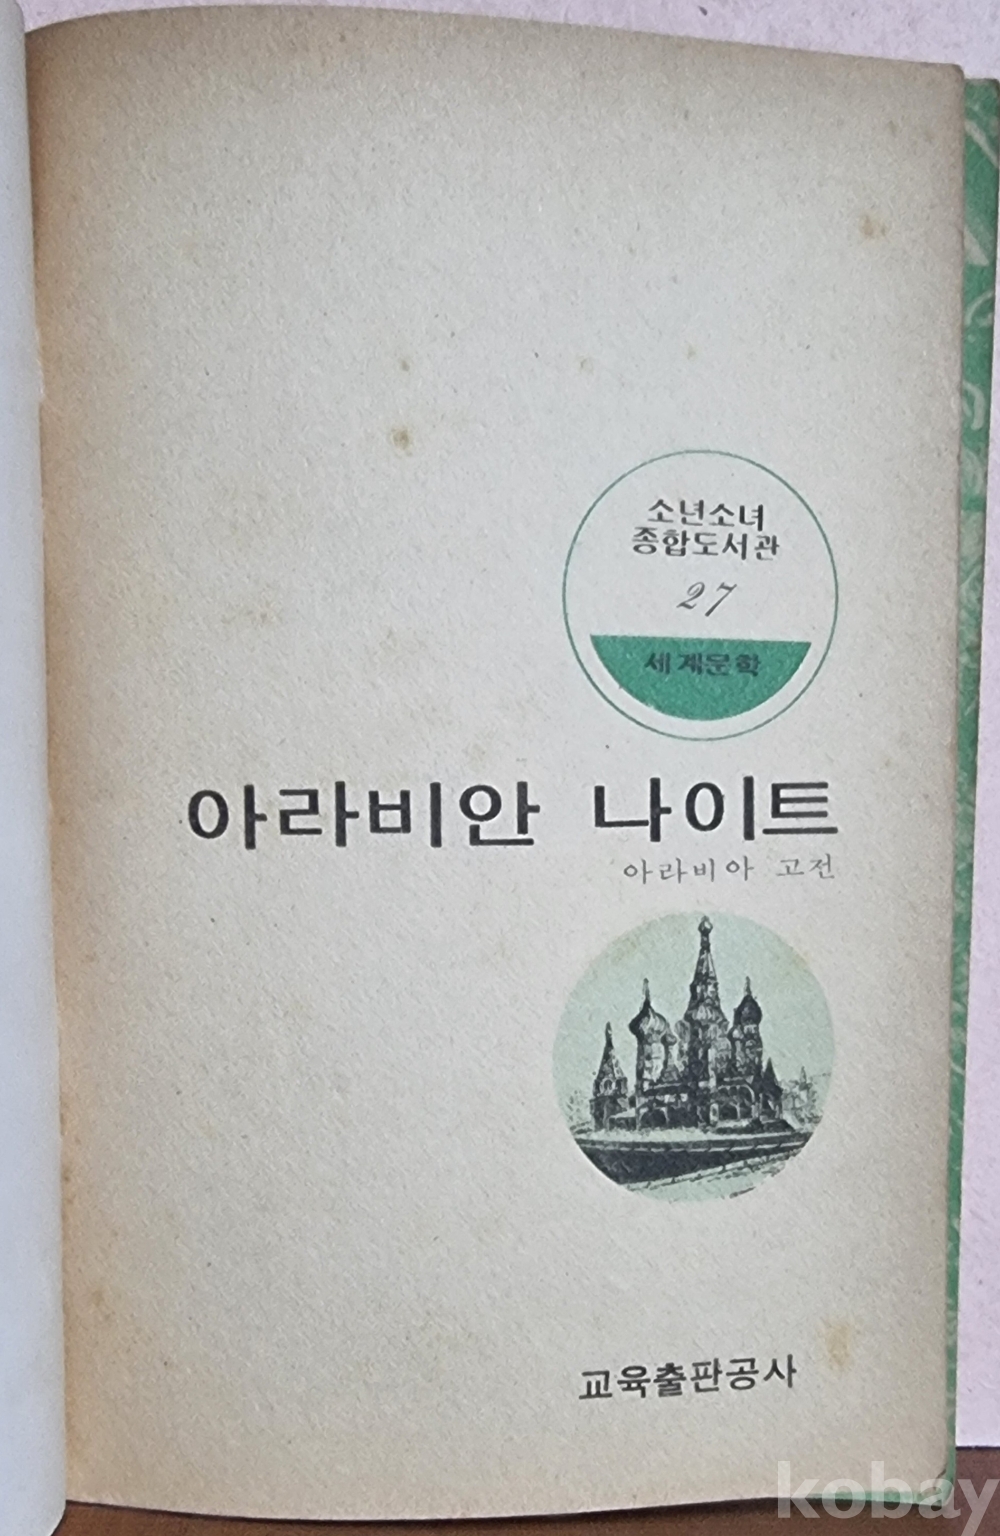 소년소녀
종합도서관
27
세계문학
아라비안 나이트
아라비아 고전
교육출판공사
kobay